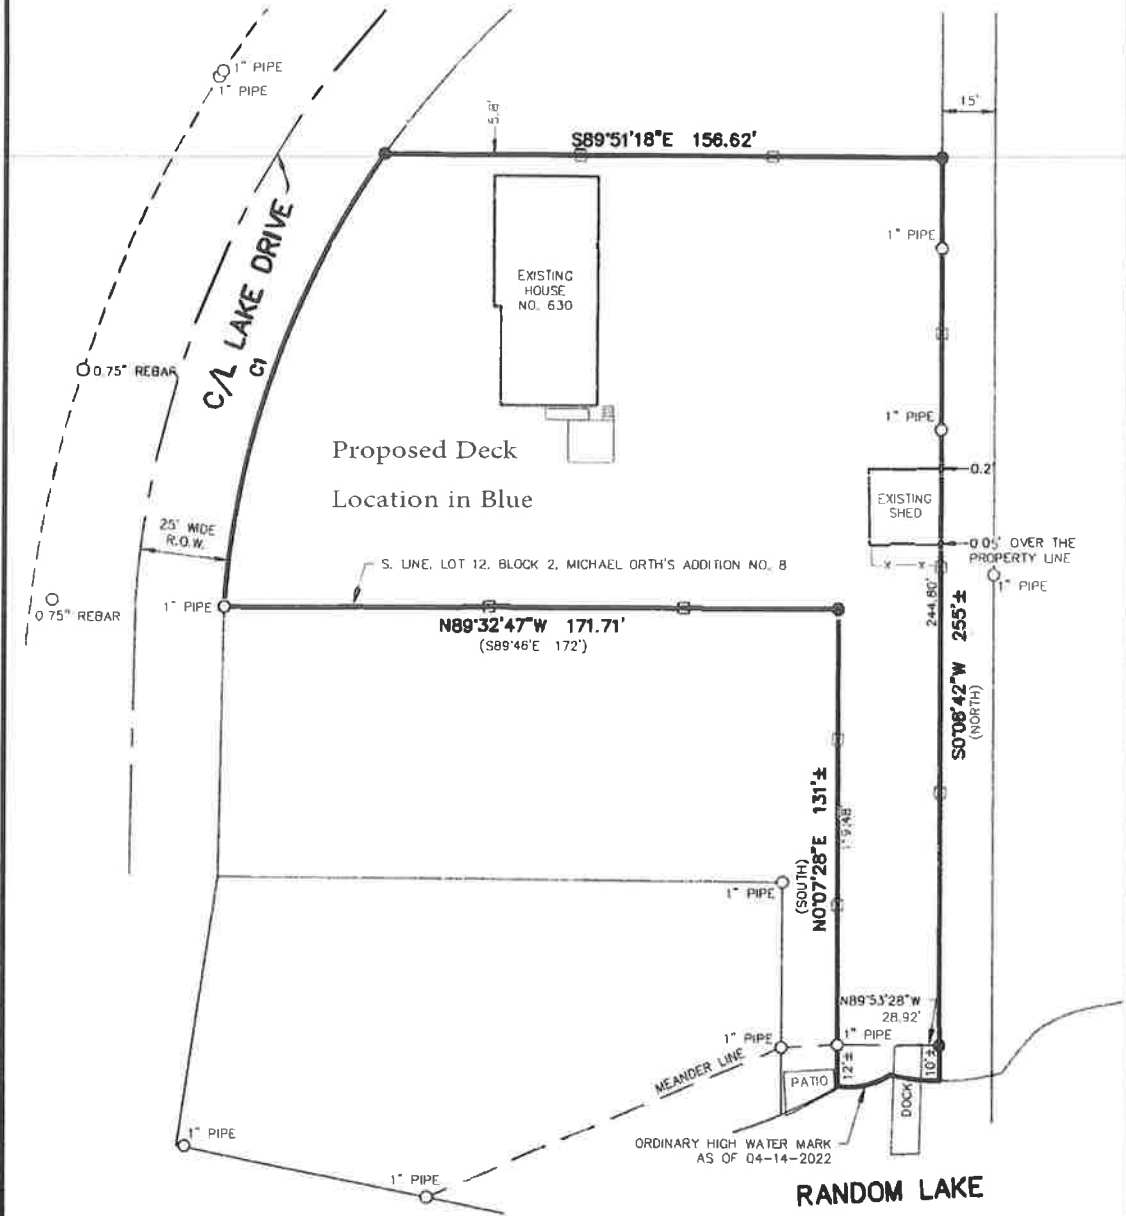 1" PIPE
1" PIPE
15'
S89°51'18"E 156.62'
C/L LAKE DRIVE
C1
1" PIPE
EXISTING
HOUSE
NO. 630
0.75" REBAR
1" PIPE
Proposed Deck
Location in Blue
0.2'
EXISTING
SHED
25' WIDE
R.O.W.
0.05' OVER THE
PROPERTY LINE
S. LINE, LOT 12, BLOCK 2, MICHAEL ORTH'S ADDITION NO. 8
X X
1" PIPE
0.75" REBAR
1" PIPE
N89°32'47"W 171.71'
(S89°46'E 172')
244.80'
S0°08'42"W 255'±
(NORTH)
(SOUTH)
N0°07'28"E 131'±
1" PIPE
N89°53'28"W
28.92'
1" PIPE
1" PIPE
MEANDER LINE
PATIO
12'±
10'±
DOCK
1" PIPE
ORDINARY HIGH WATER MARK
AS OF 04-14-2022
1" PIPE
RANDOM LAKE